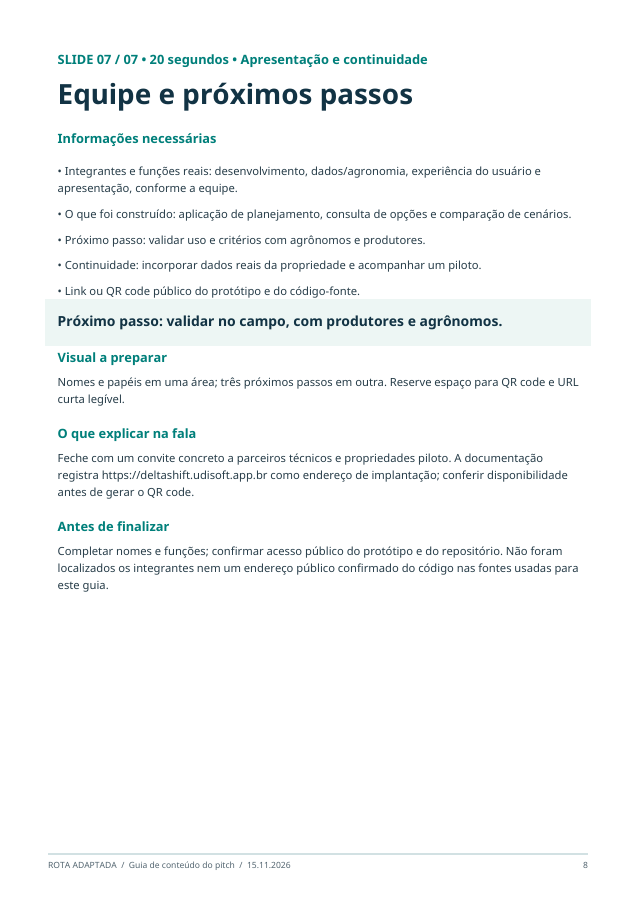 SLIDE 07 / 07 • 20 segundos • Apresentação e continuidade
Equipe e próximos passos
Informações necessárias
• Integrantes e funções reais: desenvolvimento, dados/agronomia, experiência do usuário e
apresentação, conforme a equipe.
• O que foi construído: aplicação de planejamento, consulta de opções e comparação de cenários.
• Próximo passo: validar uso e critérios com agrônomos e produtores.
• Continuidade: incorporar dados reais da propriedade e acompanhar um piloto.
• Link ou QR code público do protótipo e do código-fonte.
Próximo passo: validar no campo, com produtores e agrônomos.
Visual a preparar
Nomes e papéis em uma área; três próximos passos em outra. Reserve espaço para QR code e URL
curta legível.
O que explicar na fala
Feche com um convite concreto a parceiros técnicos e propriedades piloto. A documentação
registra https://deltashift.udisoft.app.br como endereço de implantação; conferir disponibilidade
antes de gerar o QR code.
Antes de finalizar
Completar nomes e funções; confirmar acesso público do protótipo e do repositório. Não foram
localizados os integrantes nem um endereço público confirmado do código nas fontes usadas para
este guia.
ROTA ADAPTADA / Guia de conteúdo do pitch / 15.11.2026
8